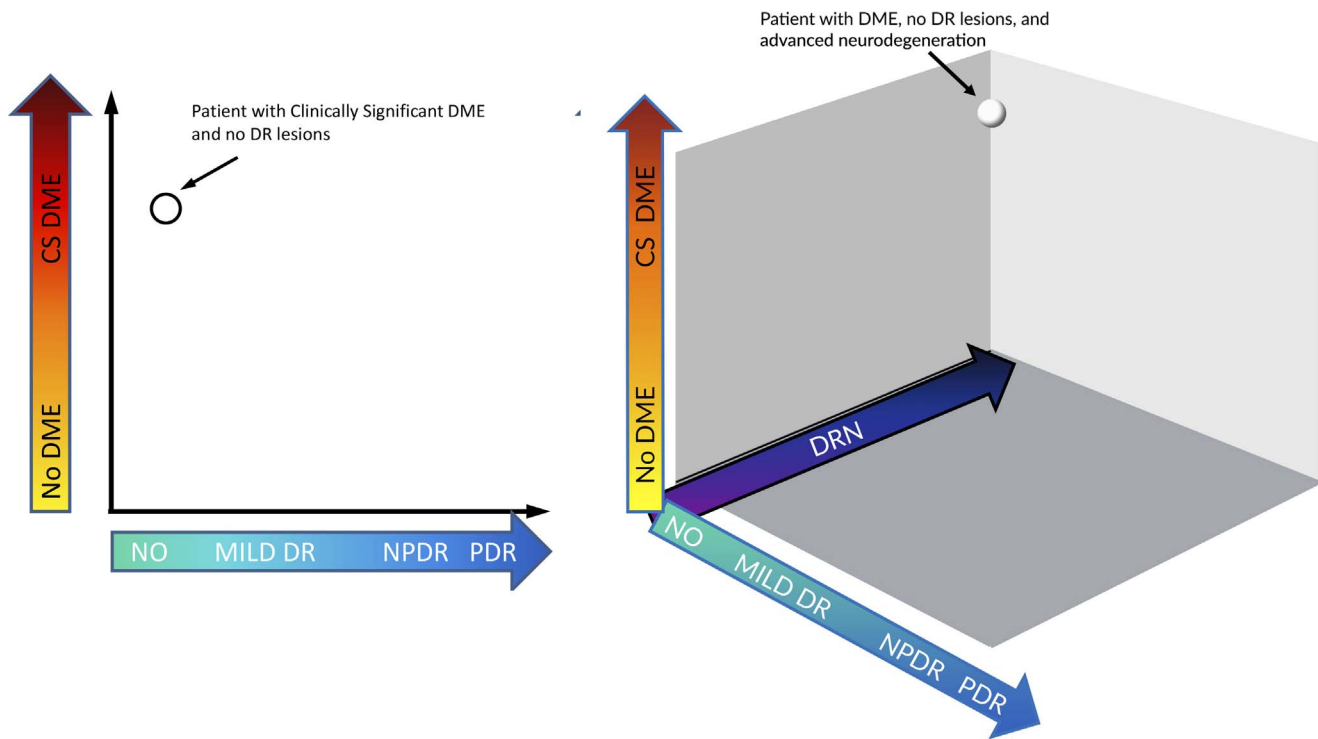 Patient with Clinically Significant DME
and no DR lesions
No DME CS DME
NO MILD DR NPDR PDR
Patient with DME, no DR lesions, and
advanced neurodegeneration
No DME CS DME
DRN
NO MILD DR NPDR PDR